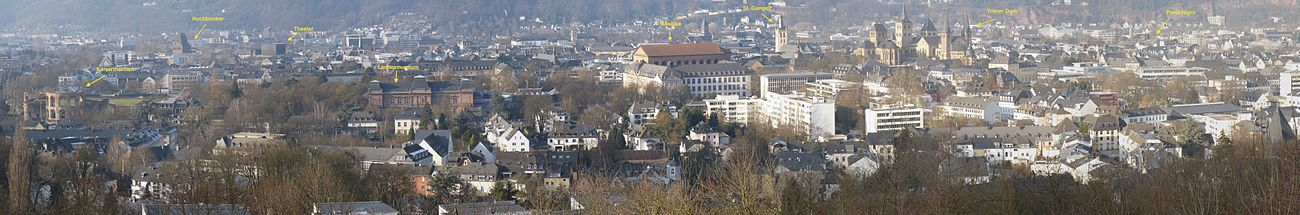 Hochbunker
Theater
St. Gangolf
Basilika
Trierer Dom
Porta Nigra
Kaiserthermen
Landesmuseum